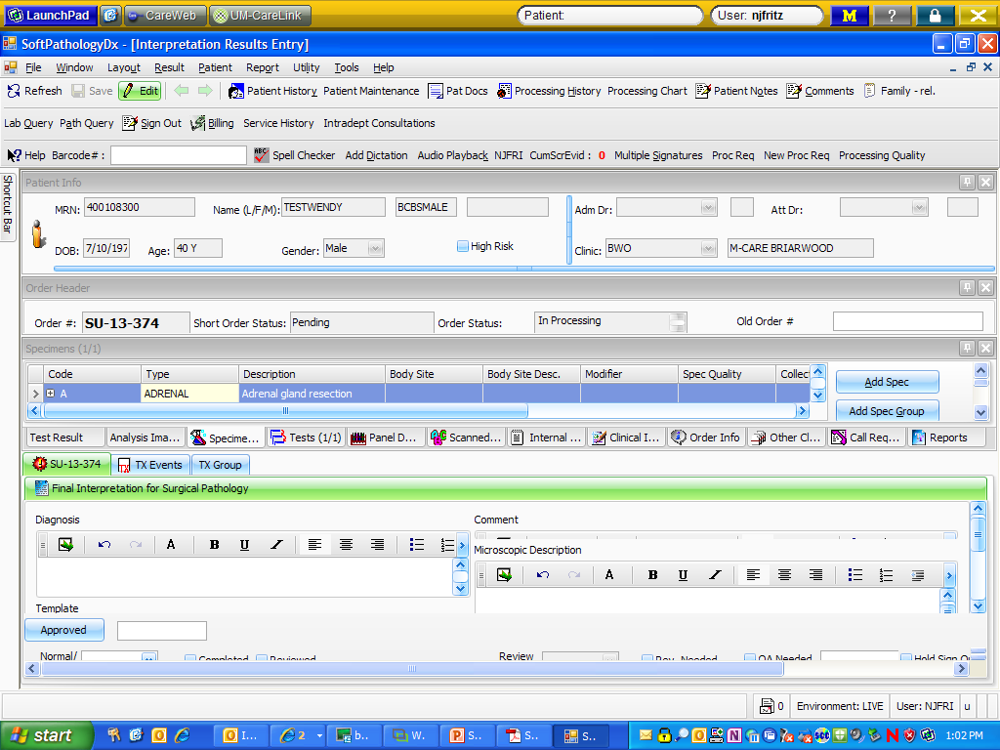 LaunchPad CareWeb UM-CareLink Patient: User: njfritz M ?
SoftPathologyDx - [Interpretation Results Entry]
File Window Layout Result Patient Report Utility Tools Help
Refresh Save Edit Patient History Patient Maintenance Pat Docs Processing History Processing Chart Patient Notes Comments Family - rel.
Lab Query Path Query Sign Out Billing Service History Intradept Consultations
Help Barcode# : ABC Spell Checker Add Dictation Audio Playback NJFRI CumScrEvid : 0 Multiple Signatures Proc Req New Proc Req Processing Quality
Shortcut Bar
Patient Info
MRN: 400108300 Name (L/F/M): TESTWENDY BCBSMALE Adm Dr: Att Dr:
DOB: 7/10/197 Age: 40 Y Gender: Male High Risk Clinic: BWO M-CARE BRIARWOOD
Order Header
Order #: SU-13-374 Short Order Status: Pending Order Status: In Processing Old Order #
Specimens (1/1)
Code Type Description Body Site Body Site Desc. Modifier Spec Quality Collec
A ADRENAL Adrenal gland resection
Add Spec
Add Spec Group
Test Result Analysis Ima... Specime... Tests (1/1) Panel D... Scanned... Internal ... Clinical I... Order Info Other Cl... Call Req... Reports
SU-13-374 TX TX Events TX Group
Final Interpretation for Surgical Pathology
Diagnosis Comment
A B U I
Microscopic Description
A B U I
Template
Approved
Normal/ Completed Reviewed Review Rev. Needed QA Needed Hold Sign O
0 Environment: LIVE User: NJFRI u
start I... 2 b... W... S... S... S... 1:02 PM